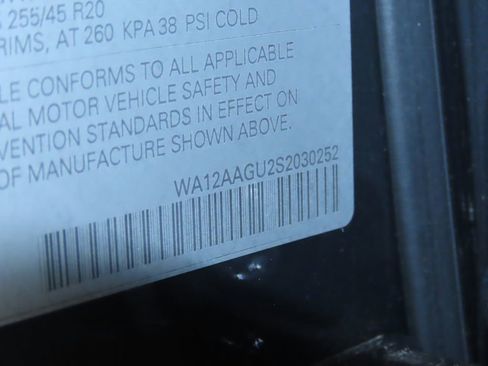 255/45 R20
RIMS, AT 260 KPA 38 PSI COLD
LE CONFORMS TO ALL APPLICABLE
AL MOTOR VEHICLE SAFETY AND
VENTION STANDARDS IN EFFECT ON
OF MANUFACTURE SHOWN ABOVE.
WA12AAGU2S2030252